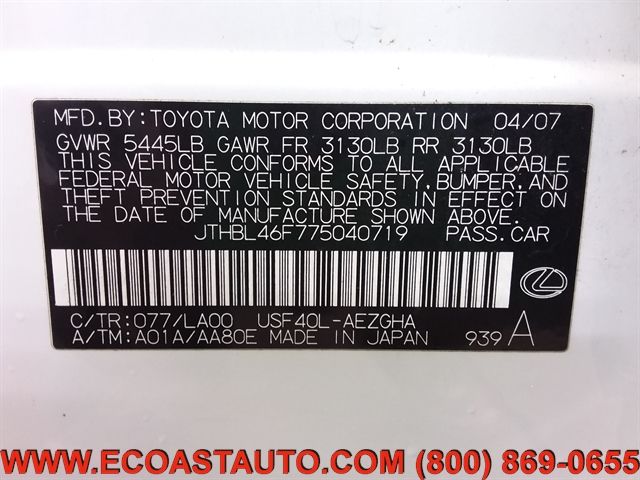 MFD.BY:TOYOTA MOTOR CORPORATION 04/07
GVWR 5445LB GAWR FR 3130LB RR 3130LB
THIS VEHICLE CONFORMS TO ALL APPLICABLE
FEDERAL MOTOR VEHICLE SAFETY,BUMPER,AND
THEFT PREVENTION STANDARDS IN EFFECT ON
THE DATE OF MANUFACTURE SHOWN ABOVE.
JTHBL46F775040719 PASS.CAR
C/TR:077/LA00 USF40L-AEZGHA
A/TM:A01A/AA80E MADE IN JAPAN 939 A
WWW.ECOASTAUTO.COM (800) 869-0655